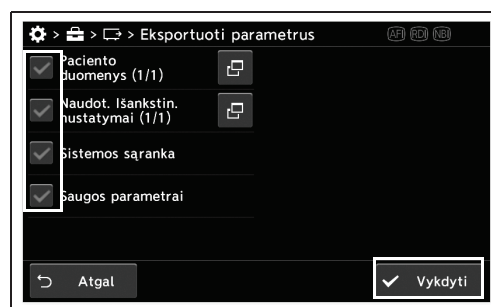 > > > Eksportuoti parametrus AFI RDI NBI
Paciento
duomenys (1/1)
Naudot. Išankstin.
nustatymai (1/1)
Sistemos sąranka
Saugos parametrai
Atgal Vykdyti